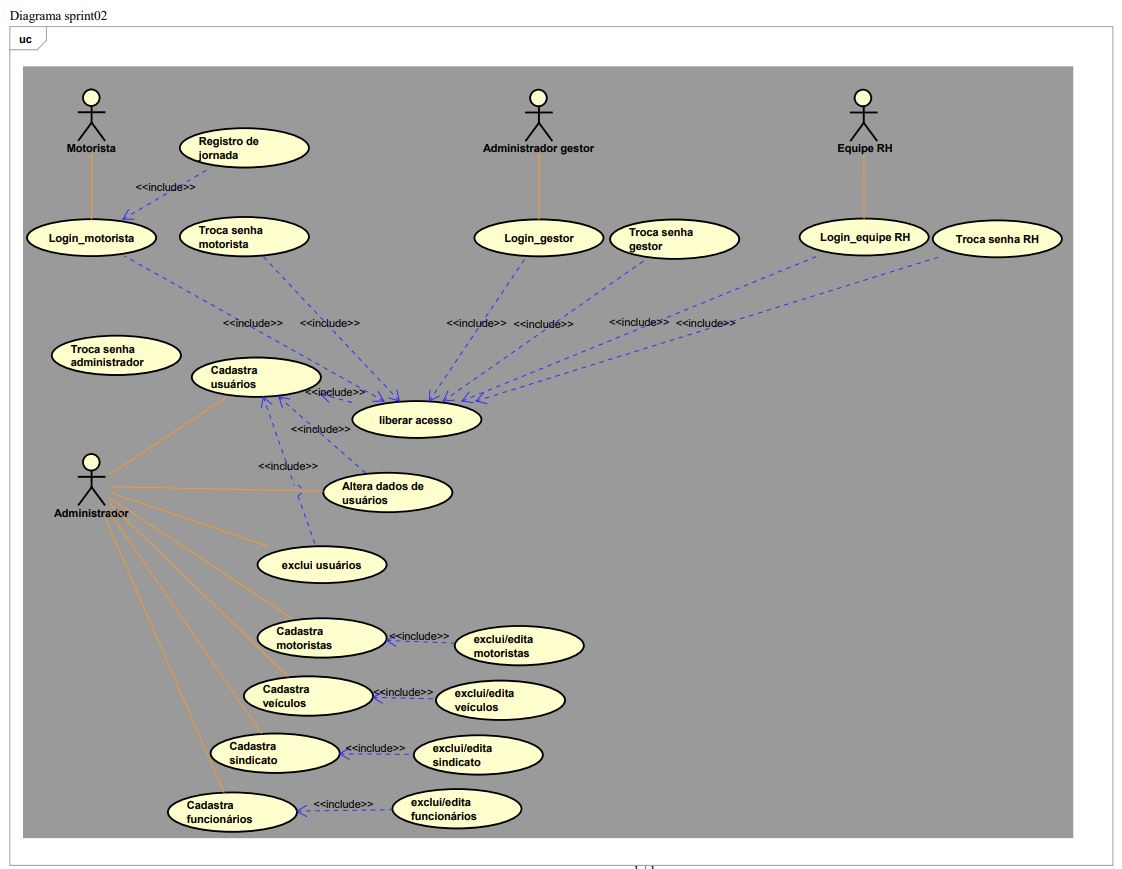 Diagrama sprint02
uc
Motorista
Administrador gestor
Equipe RH
Registro de
jornada
<<include>>
Login_motorista
Troca senha
motorista
Login_gestor
Troca senha
gestor
Login_equipe RH
Troca senha RH
<<include>>
<<include>>
<<include>>
<<include>>
<<include>>
<<include>>
Troca senha
administrador
Cadastra
usuários
<<include>>
liberar acesso
<<include>>
<<include>>
Altera dados de
usuários
Administrador
exclui usuários
Cadastra
motoristas
<<include>>
exclui/edita
motoristas
Cadastra
veículos
<<include>>
exclui/edita
veículos
Cadastra
sindicato
<<include>>
exclui/edita
sindicato
Cadastra
funcionários
<<include>>
exclui/edita
funcionários